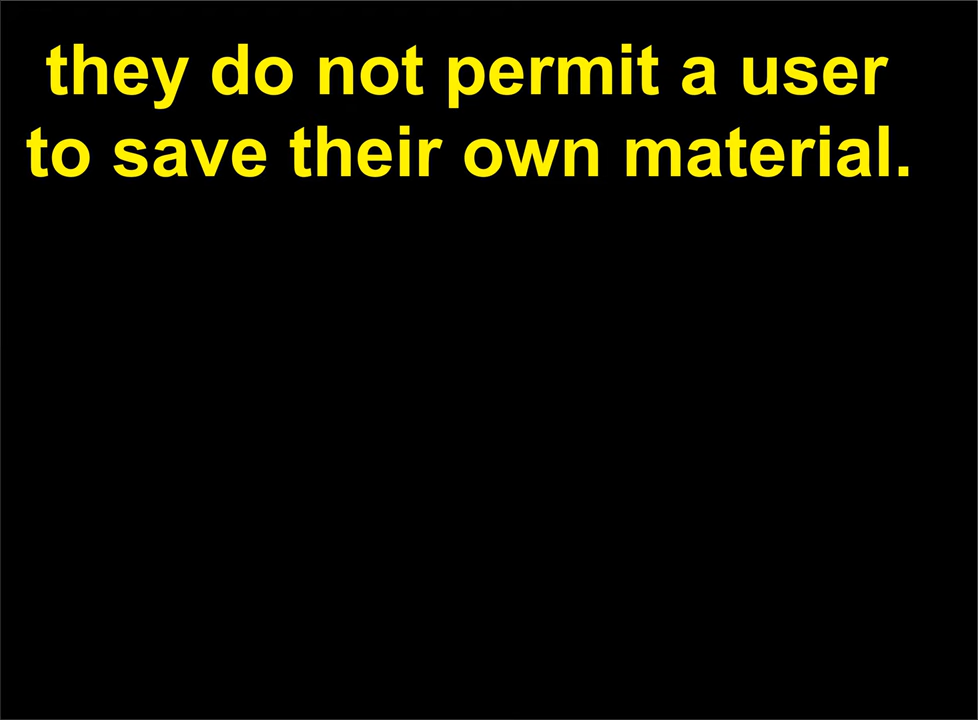 they do not permit a user
to save their own material.